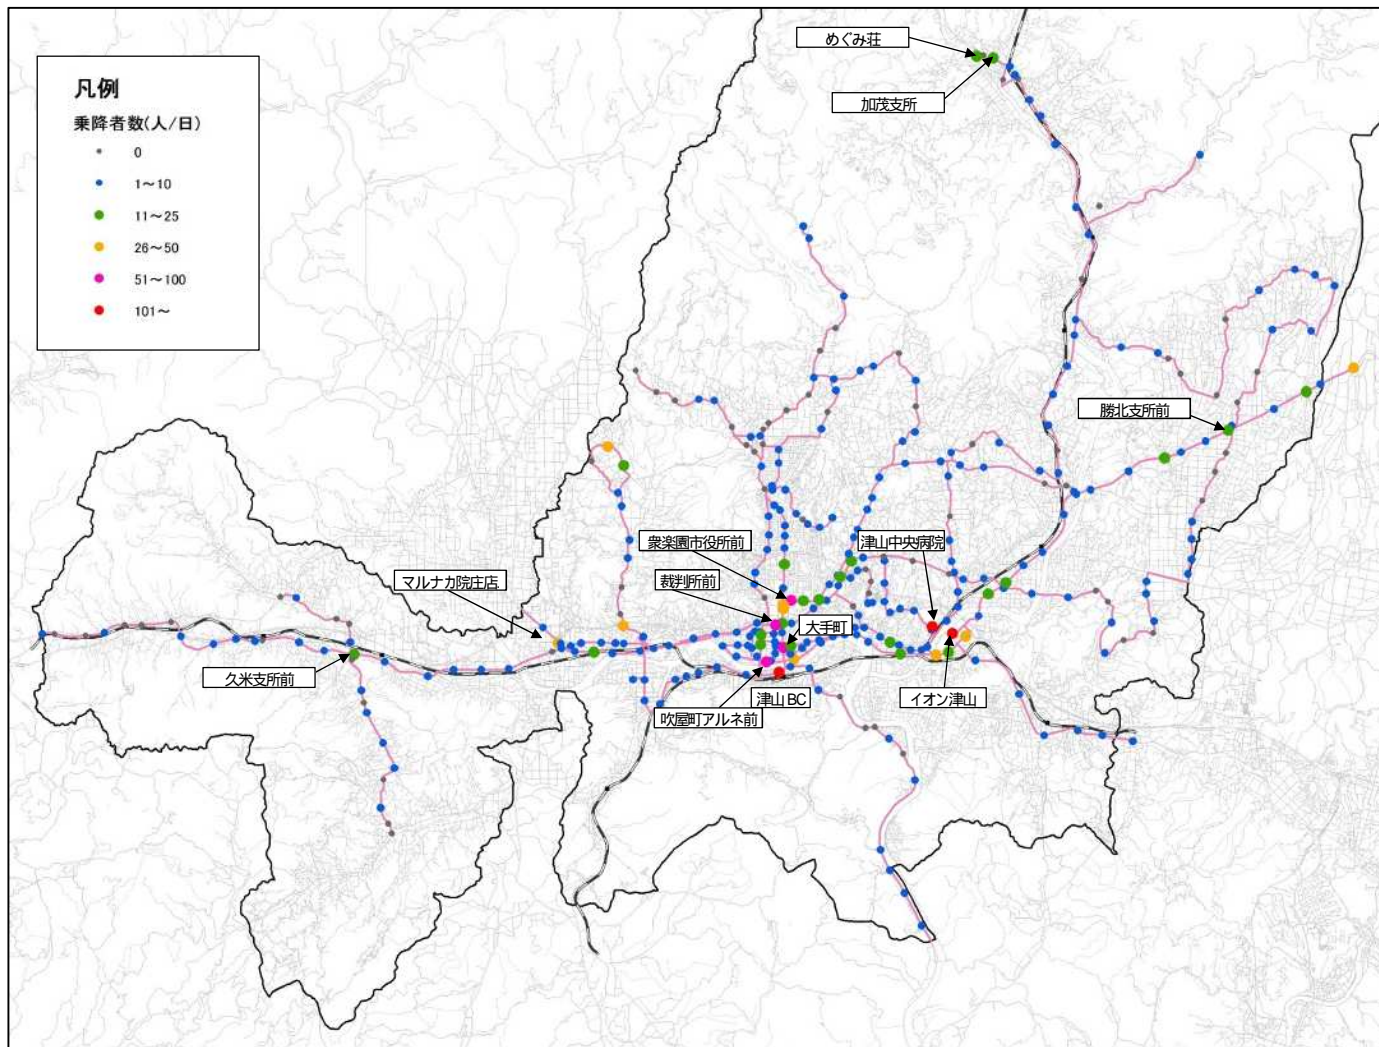 凡例
乗降者数(人/日)
0
1～10
11～25
26～50
51～100
101～
めぐみ荘
加茂支所
勝北支所前
衆楽園市役所前
津山中央病院
マルナカ院庄店
裁判所前
大手町
久米支所前
津山BC
イオン津山
吹屋町アルネ前